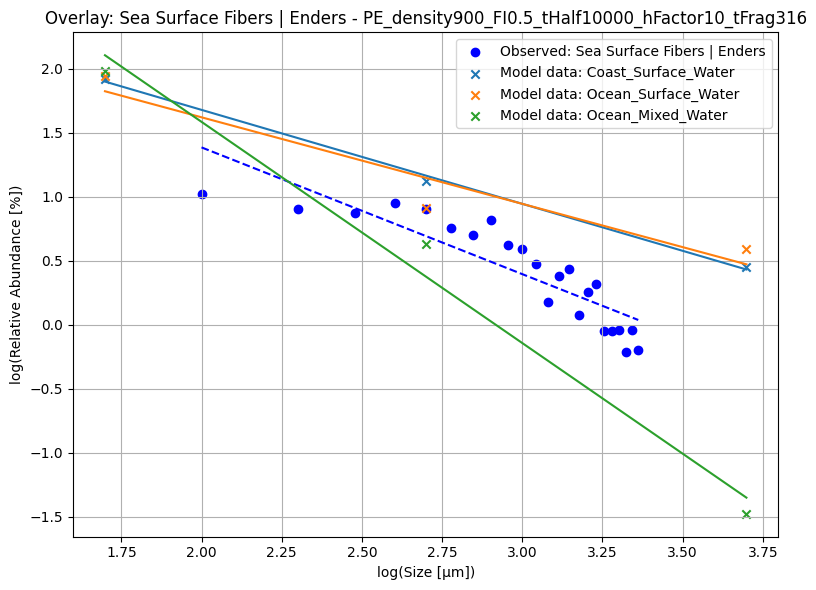 Overlay: Sea Surface Fibers | Enders - PE_density900_FI0.5_tHalf10000_hFactor10_tFrag316
Observed: Sea Surface Fibers | Enders
Model data: Coast_Surface_Water
Model data: Ocean_Surface_Water
Model data: Ocean_Mixed_Water
log(Relative Abundance [%])
2.0
1.5
1.0
0.5
0.0
−0.5
−1.0
−1.5
1.75 2.00 2.25 2.50 2.75 3.00 3.25 3.50 3.75
log(Size [μm])